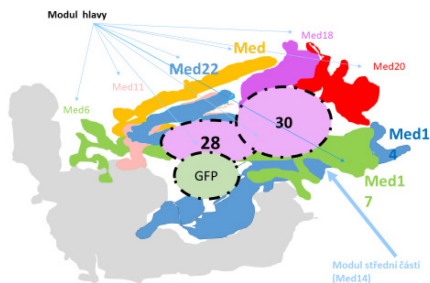 Modul hlavy
Med18
Med
Med20
Med22
Med11
Med6
30
Med1
4
28
GFP
Med1
7
Modul střední části
(Med14)